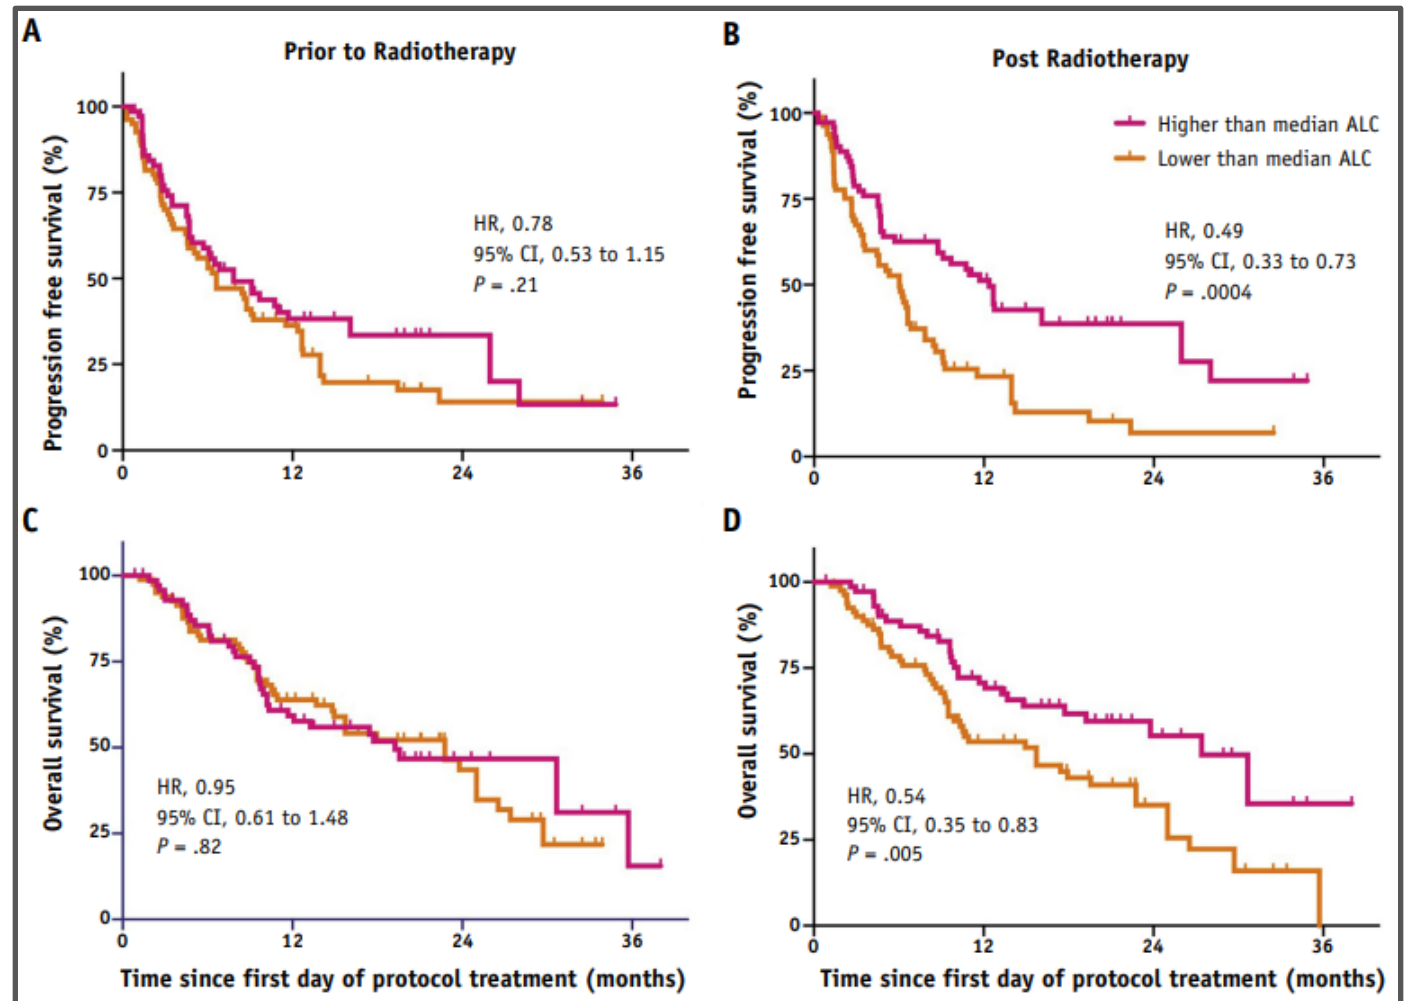 A
Prior to Radiotherapy
Progression free survival (%)
100
75
50
25
0
HR, 0.78
95% CI, 0.53 to 1.15
P = .21
0 12 24 36
B
Post Radiotherapy
Progression free survival (%)
100
75
50
25
0
Higher than median ALC
Lower than median ALC
HR, 0.49
95% CI, 0.33 to 0.73
P = .0004
0 12 24 36
C
Overall survival (%)
100
75
50
25
0
HR, 0.95
95% CI, 0.61 to 1.48
P = .82
0 12 24 36
Time since first day of protocol treatment (months)
D
Overall survival (%)
100
75
50
25
0
HR, 0.54
95% CI, 0.35 to 0.83
P = .005
0 12 24 36
Time since first day of protocol treatment (months)